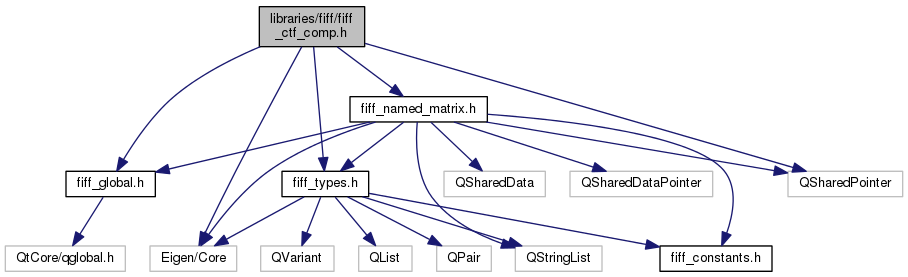 libraries/fiff/fiff
_ctf_comp.h
fiff_named_matrix.h
fiff_global.h
fiff_types.h
QSharedData
QSharedDataPointer
QSharedPointer
QtCore/qglobal.h
Eigen/Core
QVariant
QList
QPair
QStringList
fiff_constants.h